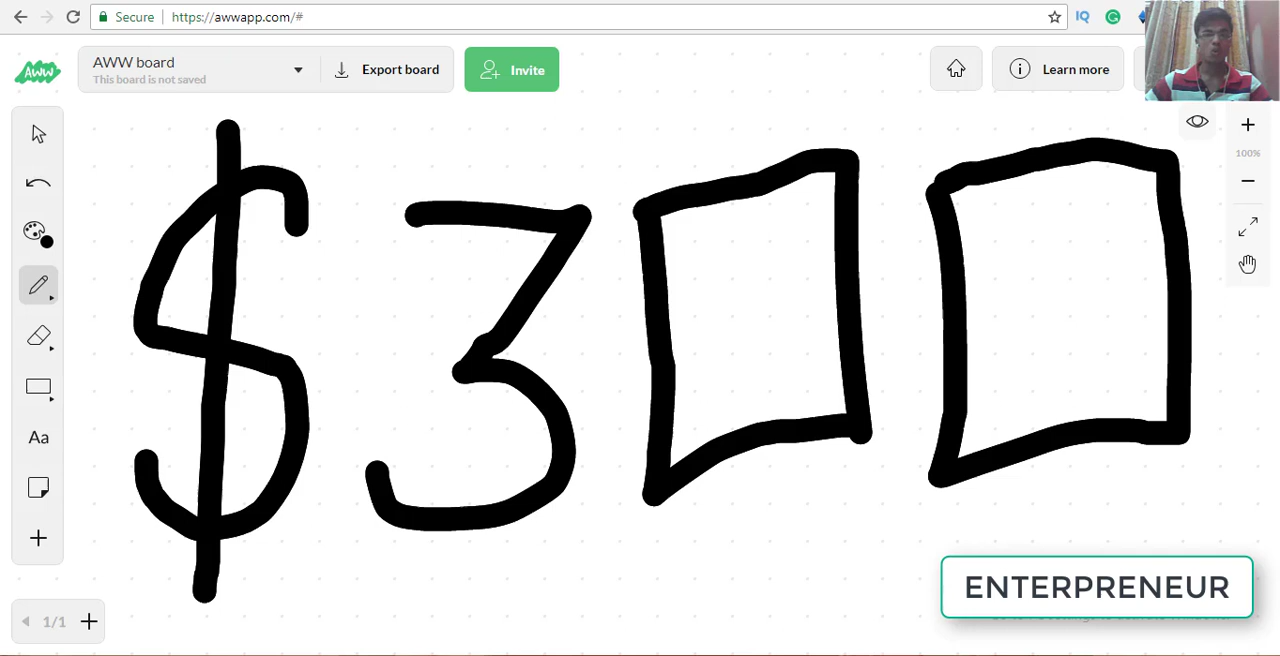 Secure https://awwapp.com/#
AWW
AWW board
This board is not saved
Export board
Invite
Learn more
100%
$300
Aa
1/1
ENTERPRENEUR